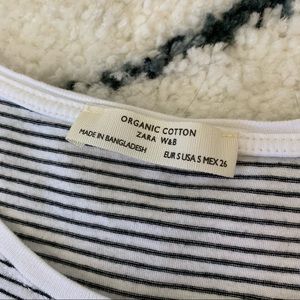 ORGANIC COTTON
ZARA W&B
MADE IN BANGLADESH
EUR S USA S MEX 26